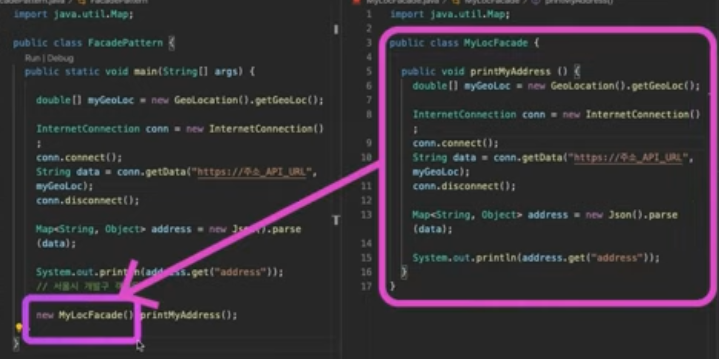 FacadePattern
import java.util.Map;
public class FacadePattern {
Run | Debug
public static void main(String[] args) {
double[] myGeoLoc = new GeoLocation().getGeoLoc();
InternetConnection conn = new InternetConnection()
;
conn.connect();
String data = conn.getData("https://주소_API_URL",
myGeoLoc);
conn.disconnect();
Map<String, Object> address = new Json().parse
(data);
System.out.println(address.get("address"));
// 서울시 개발구
new MyLocFacade().printMyAddress();
}
MyLocFacade.java MyLocFacade printMyAddress()
1 import java.util.Map;
2
3 public class MyLocFacade {
4
5 public void printMyAddress () {
6 double[] myGeoLoc = new GeoLocation().getGeoLoc();
7
8 InternetConnection conn = new InternetConnection()
;
9 conn.connect();
10 String data = conn.getData("https://주소_API_URL",
myGeoLoc);
11 conn.disconnect();
12
13 Map<String, Object> address = new Json().parse
(data);
14
15 System.out.println(address.get("address"));
16 }
17 }